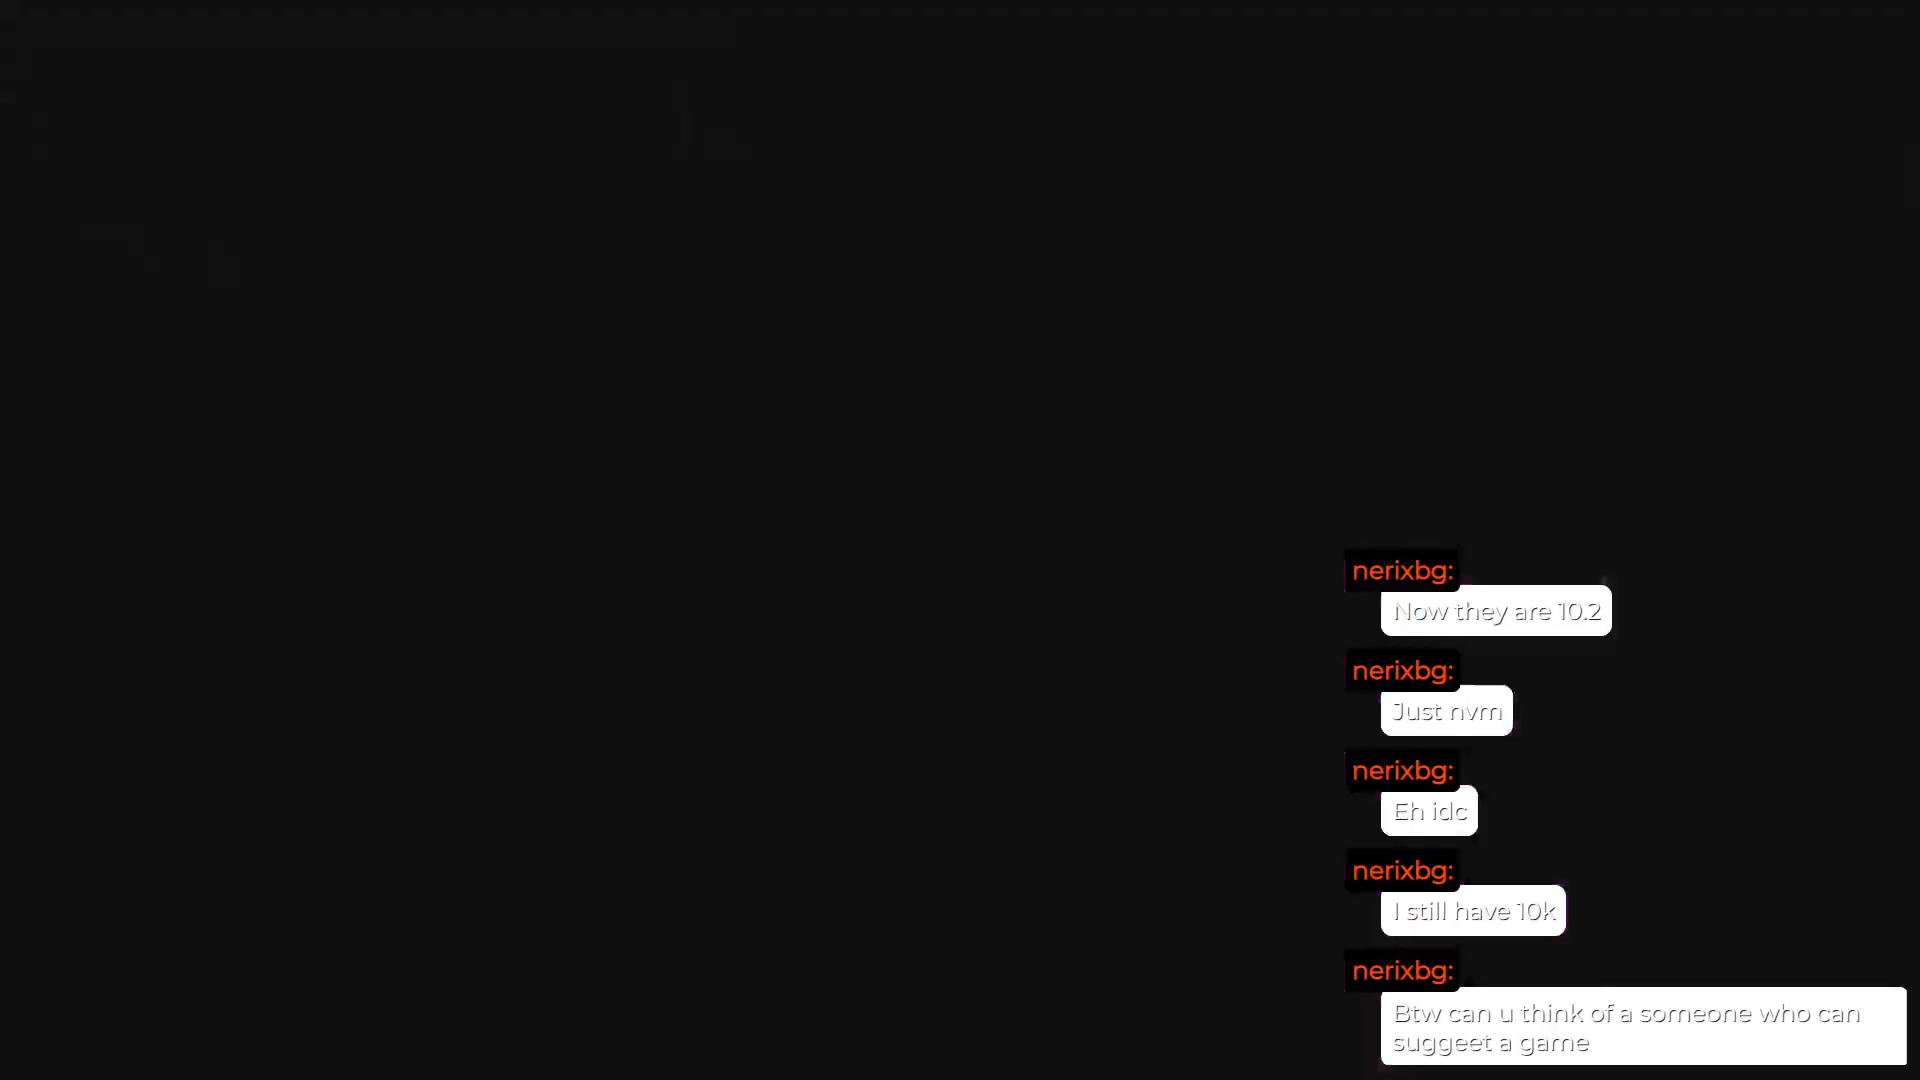 nerixbg:
Now they are 10.2
nerixbg:
Just nvm
nerixbg:
Eh idc
nerixbg:
I still have 10k
nerixbg:
Btw can u think of a someone who can
suggeet a game